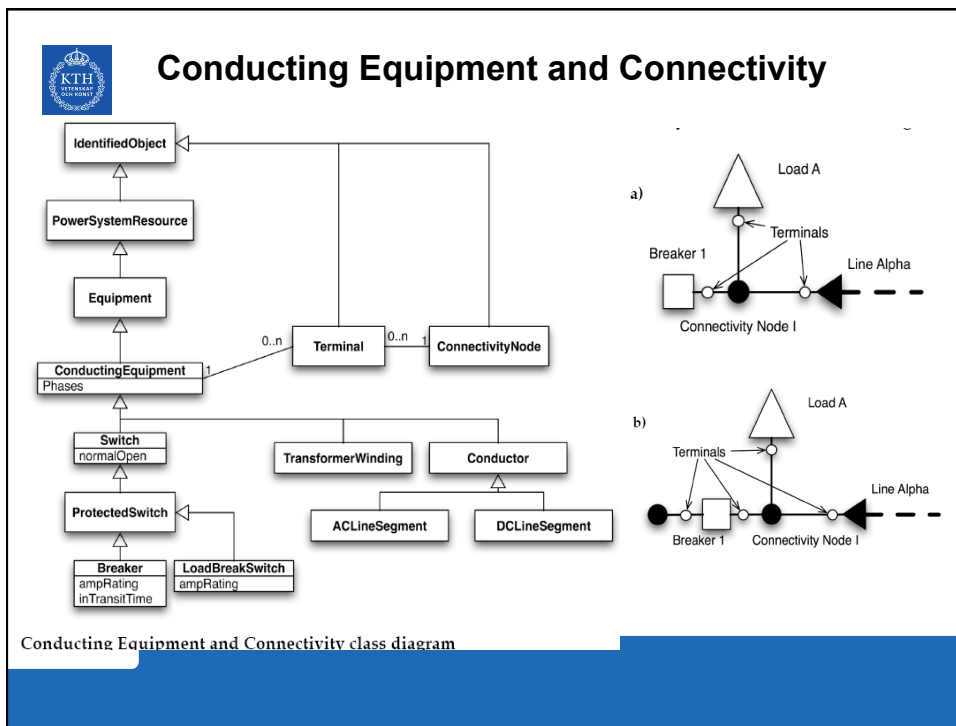 KTH
VETENSKAP
OCH KONST
Conducting Equipment and Connectivity
IdentifiedObject
PowerSystemResource
Equipment
0..n
Terminal
0..n
1
ConnectivityNode
ConductingEquipment
1
Phases
Switch
normalOpen
TransformerWinding
Conductor
ProtectedSwitch
ACLineSegment
DCLineSegment
Breaker
ampRating
inTransitTime
LoadBreakSwitch
ampRating
Conducting Equipment and Connectivity class diagram
a)
Load A
Terminals
Breaker 1
Line Alpha
Connectivity Node I
b)
Load A
Terminals
Line Alpha
Breaker 1
Connectivity Node I